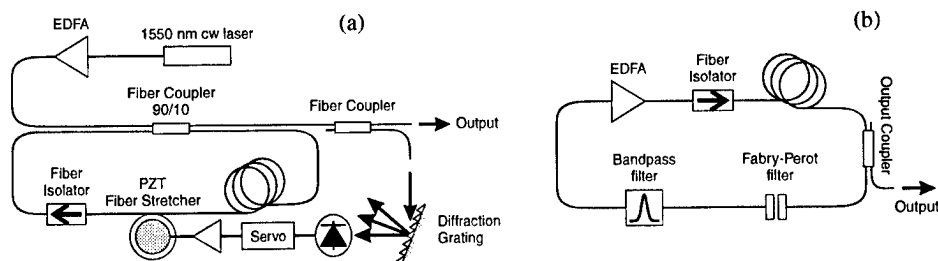 (a)
EDFA
1550 nm cw laser
Fiber Coupler
90/10
Fiber Coupler
Output
Fiber
Isolator
PZT
Fiber Stretcher
Servo
Diffraction
Grating
(b)
EDFA
Fiber
Isolator
Output Coupler
Bandpass
filter
Fabry-Perot
filter
Output